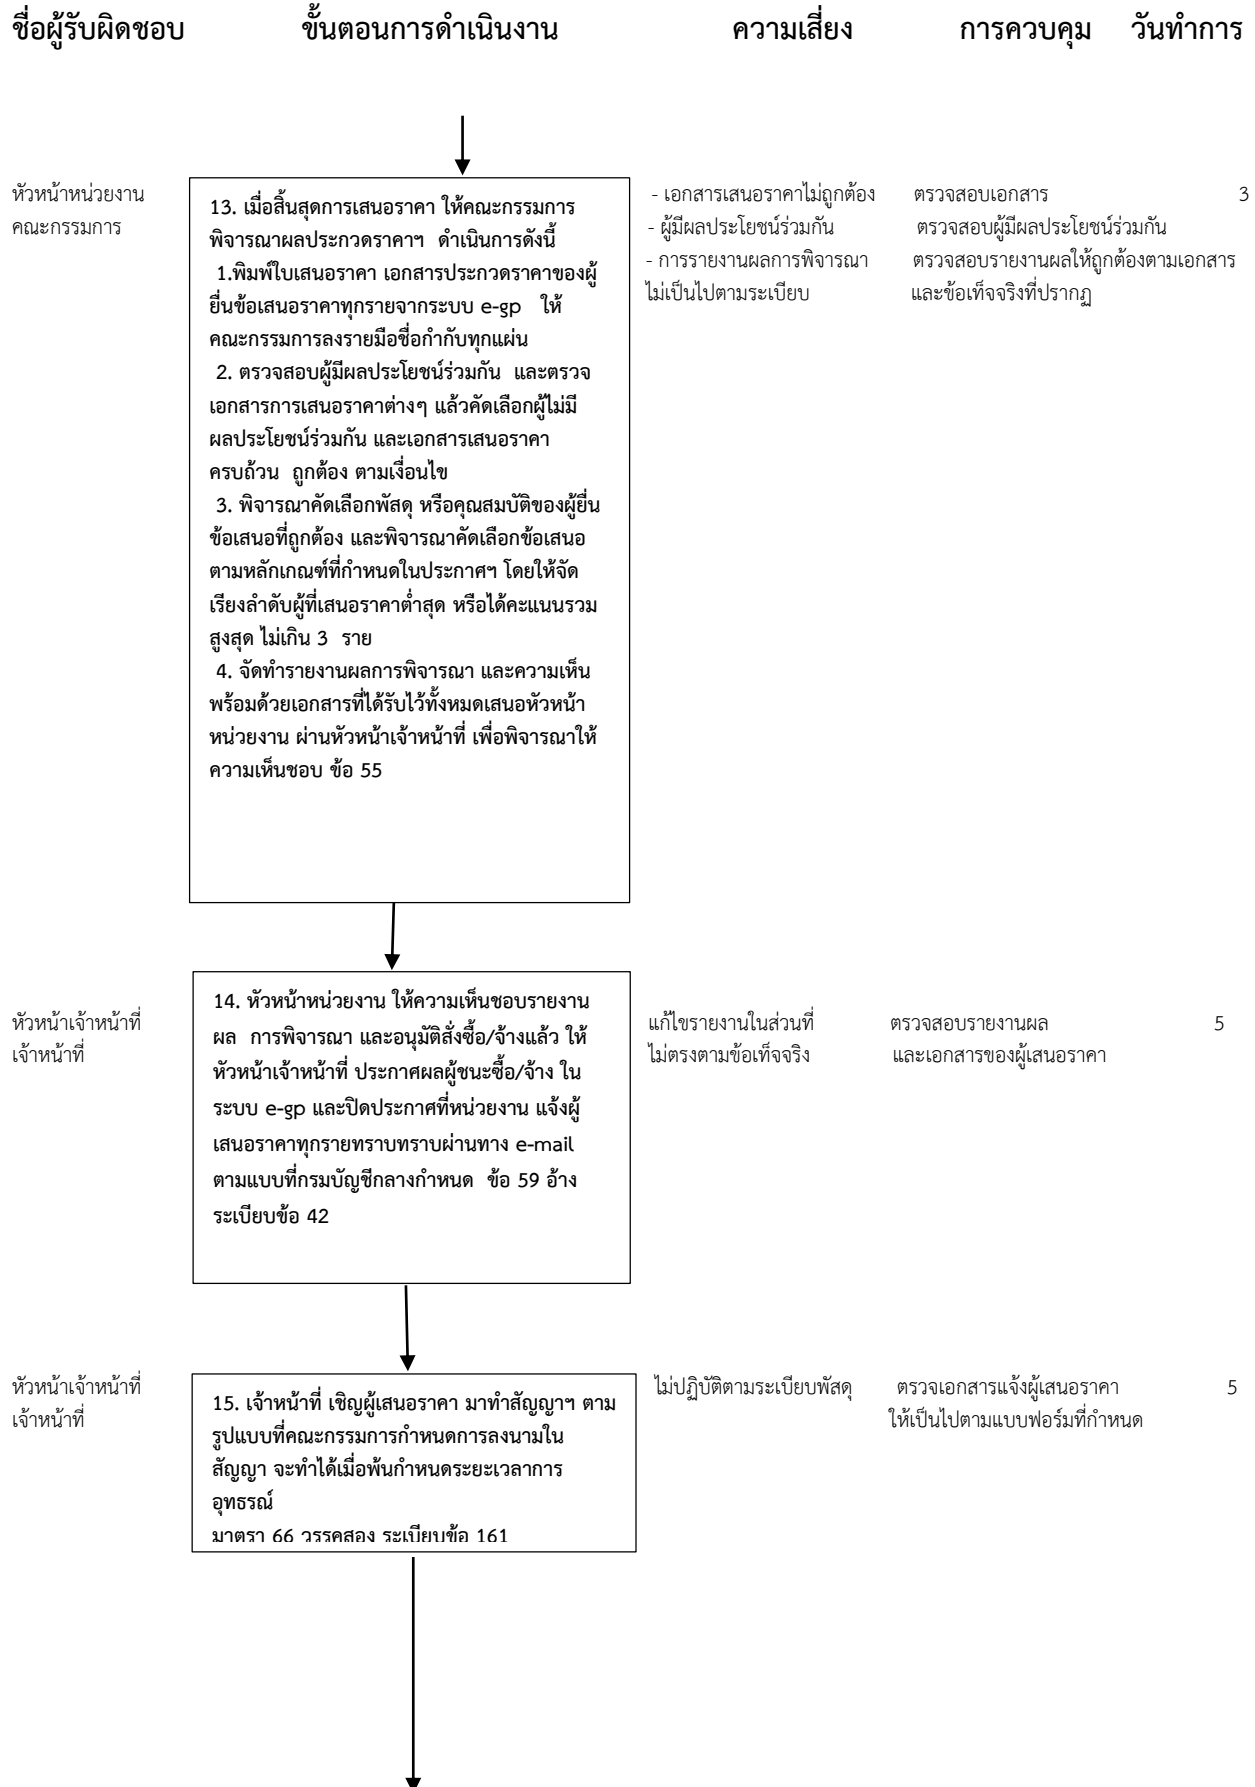 ชื่อผู้รับผิดชอบ ขั้นตอนการดำเนินงาน ความเสี่ยง การควบคุม วันทำการ
หัวหน้าหน่วยงาน
คณะกรรมการ
13. เมื่อสิ้นสุดการเสนอราคา ให้คณะกรรมการ
พิจารณาผลประกวดราคาฯ ดำเนินการดังนี้
1.พิมพ์ใบเสนอราคา เอกสารประกวดราคาของผู้
ยื่นข้อเสนอราคาทุกรายจากระบบ e-gp ให้
คณะกรรมการลงรายมือชื่อกำกับทุกแผ่น
2. ตรวจสอบผู้มีผลประโยชน์ร่วมกัน และตรวจ
เอกสารการเสนอราคาต่างๆ แล้วคัดเลือกผู้ไม่มี
ผลประโยชน์ร่วมกัน และเอกสารเสนอราคา
ครบถ้วน ถูกต้อง ตามเงื่อนไข
3. พิจารณาคัดเลือกพัสดุ หรือคุณสมบัติของผู้ยื่น
ข้อเสนอที่ถูกต้อง และพิจารณาคัดเลือกข้อเสนอ
ตามหลักเกณฑ์ที่กำหนดในประกาศฯ โดยให้จัด
เรียงลำดับผู้ที่เสนอราคาต่ำสุด หรือได้คะแนนรวม
สูงสุด ไม่เกิน 3 ราย
4. จัดทำรายงานผลการพิจารณา และความเห็น
พร้อมด้วยเอกสารที่ได้รับไว้ทั้งหมดเสนอหัวหน้า
หน่วยงาน ผ่านหัวหน้าเจ้าหน้าที่ เพื่อพิจารณาให้
ความเห็นชอบ ข้อ 55
- เอกสารเสนอราคาไม่ถูกต้อง ตรวจสอบเอกสาร 3
- ผู้มีผลประโยชน์ร่วมกัน ตรวจสอบผู้มีผลประโยชน์ร่วมกัน
- การรายงานผลการพิจารณา ตรวจสอบรายงานผลให้ถูกต้องตามเอกสาร
ไม่เป็นไปตามระเบียบ และข้อเท็จจริงที่ปรากฏ
หัวหน้าเจ้าหน้าที่
เจ้าหน้าที่
14. หัวหน้าหน่วยงาน ให้ความเห็นชอบรายงาน
ผล การพิจารณา และอนุมัติสั่งซื้อ/จ้างแล้ว ให้
หัวหน้าเจ้าหน้าที่ ประกาศผลผู้ชนะซื้อ/จ้าง ใน
ระบบ e-gp และปิดประกาศที่หน่วยงาน แจ้งผู้
เสนอราคาทุกรายทราบทราบผ่านทาง e-mail
ตามแบบที่กรมบัญชีกลางกำหนด ข้อ 59 อ้าง
ระเบียบข้อ 42
แก้ไขรายงานในส่วนที่ ตรวจสอบรายงานผล 5
ไม่ตรงตามข้อเท็จจริง และเอกสารของผู้เสนอราคา
หัวหน้าเจ้าหน้าที่
เจ้าหน้าที่
15. เจ้าหน้าที่ เชิญผู้เสนอราคา มาทำสัญญาฯ ตาม
รูปแบบที่คณะกรรมการกำหนดการลงนามใน
สัญญา จะทำได้เมื่อพ้นกำหนดระยะเวลาการ
อุทธรณ์
มาตรา 66 วรรคสอง ระเบียบข้อ 161
ไม่ปฏิบัติตามระเบียบพัสดุ ตรวจเอกสารแจ้งผู้เสนอราคา 5
ให้เป็นไปตามแบบฟอร์มที่กำหนด